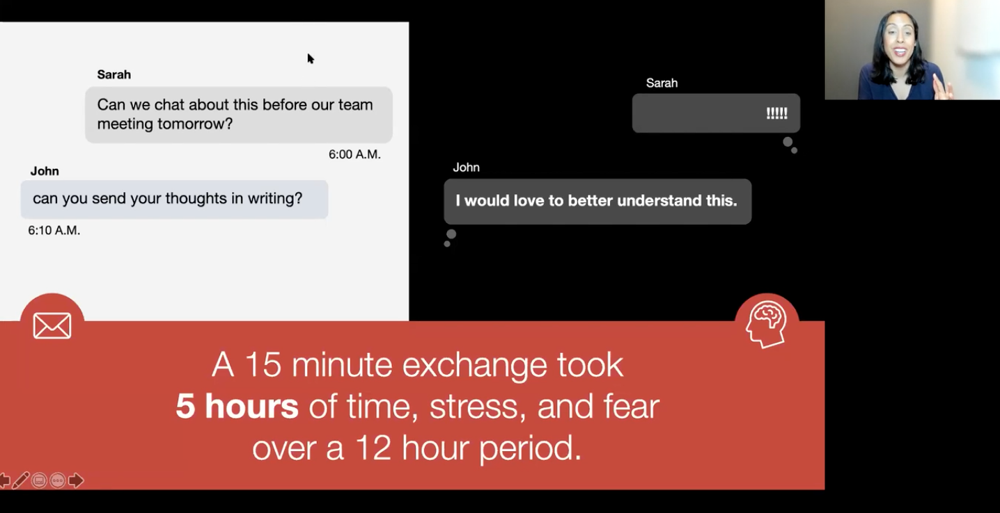 Sarah
Can we chat about this before our team
meeting tomorrow?
6:00 A.M.
John
can you send your thoughts in writing?
6:10 A.M.
Sarah
!!!!!
John
I would love to better understand this.
A 15 minute exchange took
5 hours of time, stress, and fear
over a 12 hour period.